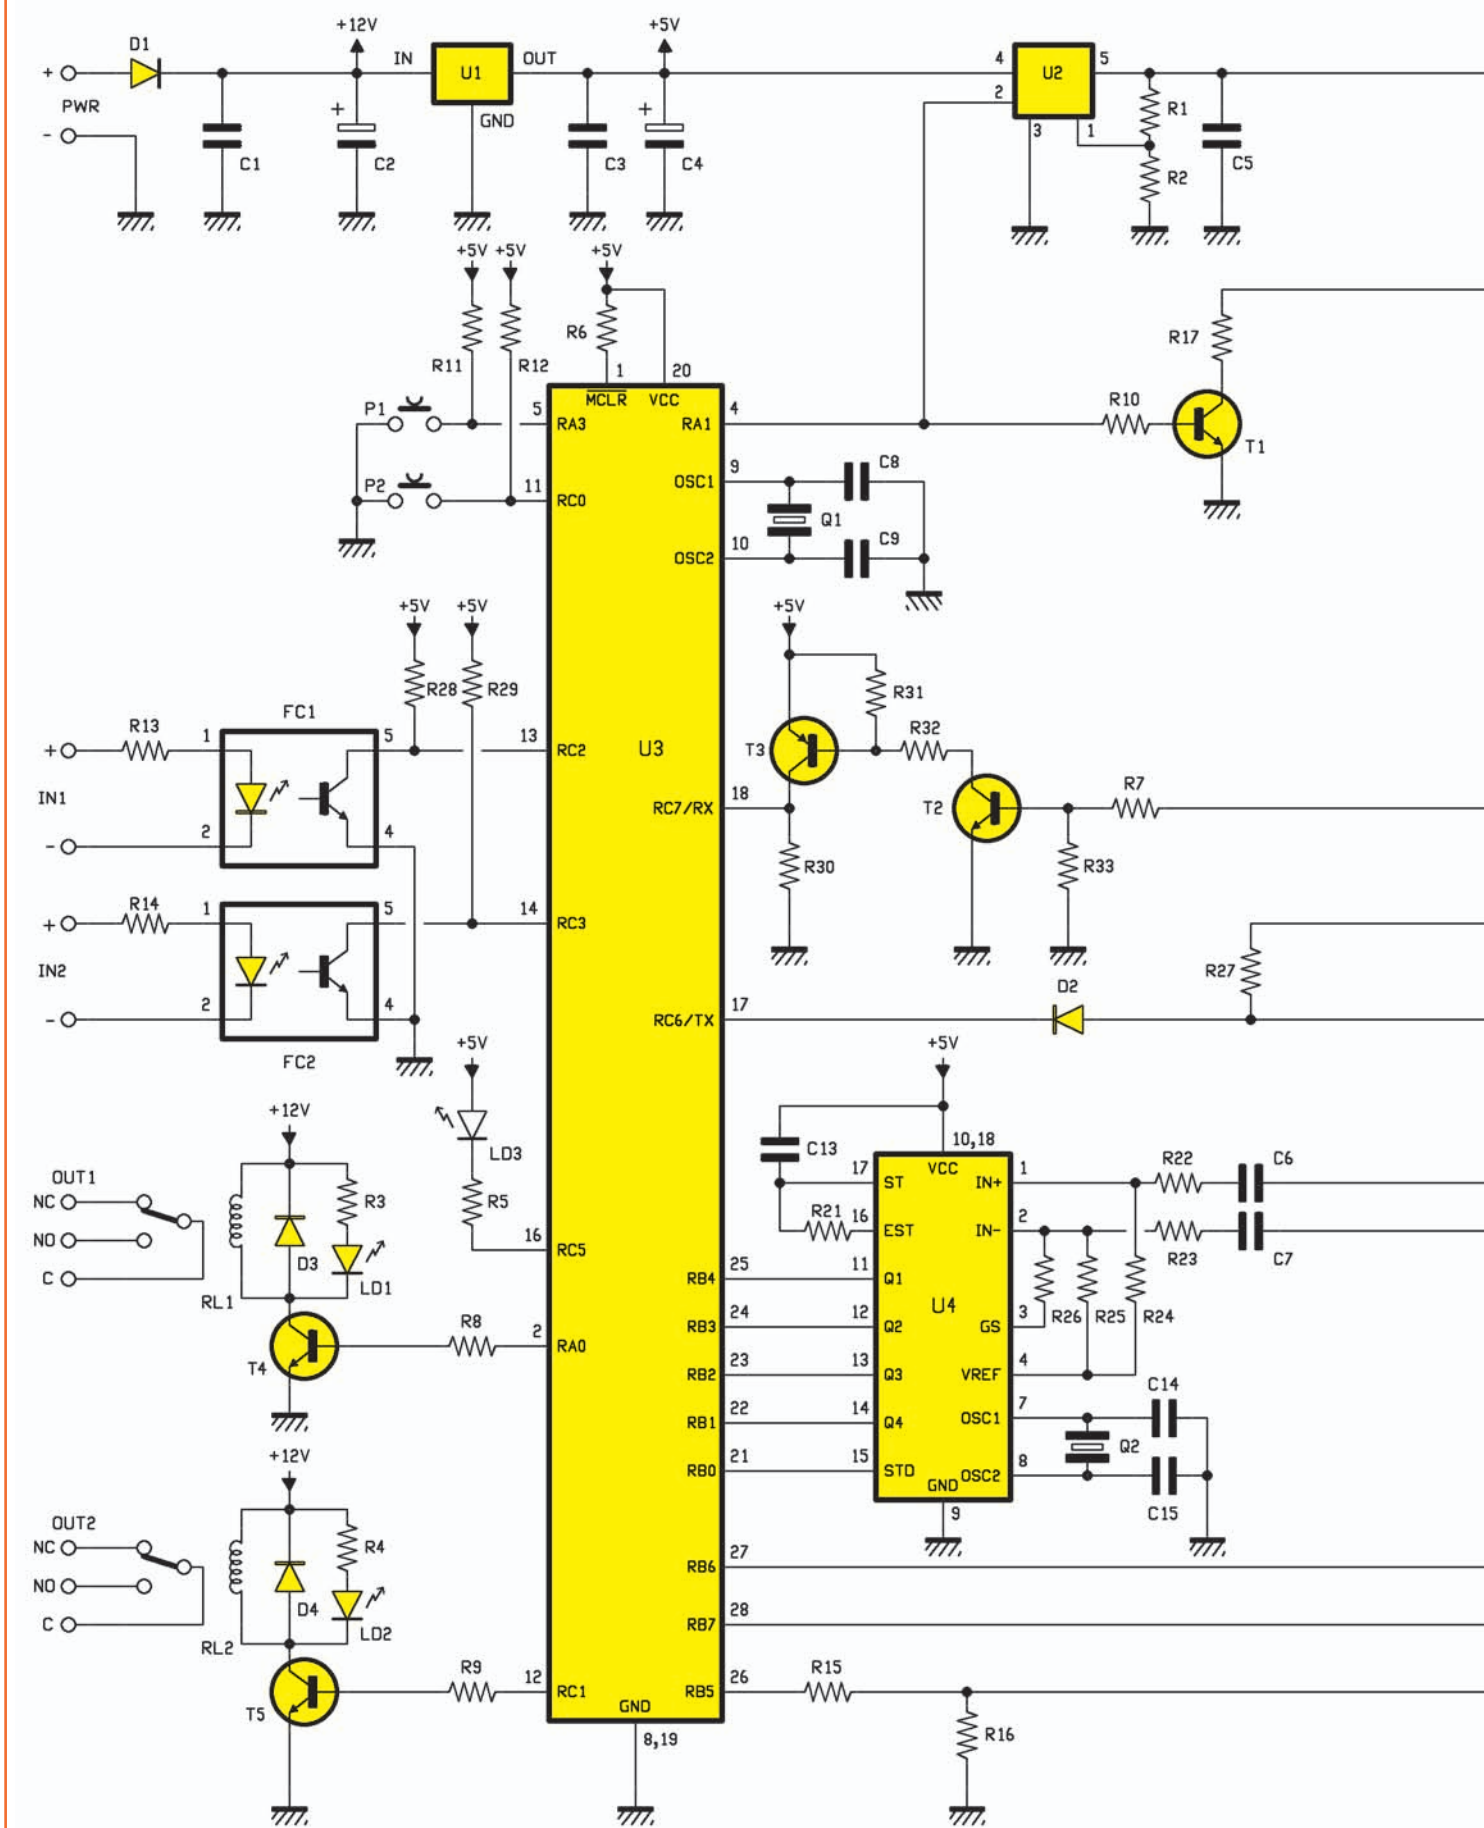 +12V
+5V
D1
IN
U1
OUT
4
U2
5
+
PWR
-
+
GND
+
2
3
1
R1
R2
C1
C2
C3
C4
C5
+5V +5V
+5V
R11
R12
R6
1
20
R17
MCLR
VCC
P1
5
RA3
RA1
4
R10
T1
P2
11
RC0
OSC1
9
C8
Q1
OSC2
10
C9
+5V
+5V
+5V
R28
R29
R31
FC1
R13
1
5
13
RC2
U3
T3
R32
+
IN1
-
2
4
RC7/RX
18
T2
R7
R30
R33
R14
1
5
14
RC3
+
IN2
-
2
4
R27
D2
RC6/TX
17
FC2
+5V
+5V
+12V
LD3
C13
10,18
VCC
OUT1
NC
NO
C
R3
D3
LD1
RL1
R5
16
RC5
17
ST
IN+
1
R22
C6
R21
16
EST
IN-
2
R23
C7
RB4
25
11
Q1
U4
R26
R25
R24
RB3
24
12
Q2
GS
3
T4
R8
2
RA0
RB2
23
13
Q3
VREF
4
C14
RB1
22
14
Q4
OSC1
7
Q2
RB0
21
15
STD
OSC2
8
GND
9
C15
+12V
OUT2
NC
NO
C
R4
D4
LD2
RL2
RB6
27
RB7
28
T5
R9
12
RC1
RB5
26
R15
R16
GND
8,19